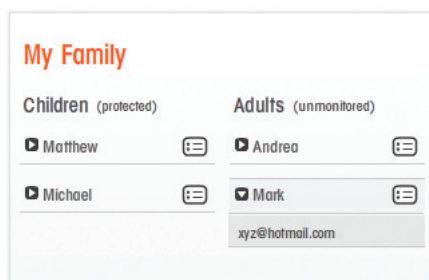 My Family
Children (protected)
Adults (unmonitored)
Matthew
Andrea
Michael
Mark
xyz@hotmail.com